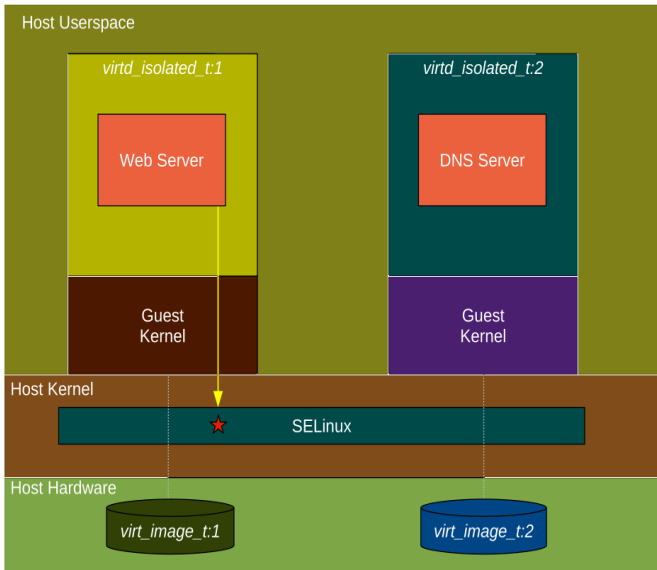 Host Userspace
virtd_isolated_t:1
virtd_isolated_t:2
Web Server
DNS Server
Guest
Kernel
Guest
Kernel
Host Kernel
SELinux
Host Hardware
virt_image_t:1
virt_image_t:2